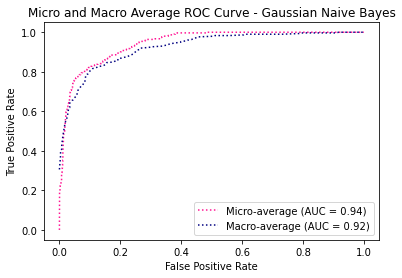 Micro and Macro Average ROC Curve - Gaussian Naive Bayes
1.0
0.8
0.6
0.4
0.2
0.0
True Positive Rate
Micro-average (AUC = 0.94)
Macro-average (AUC = 0.92)
0.0 0.2 0.4 0.6 0.8 1.0
False Positive Rate